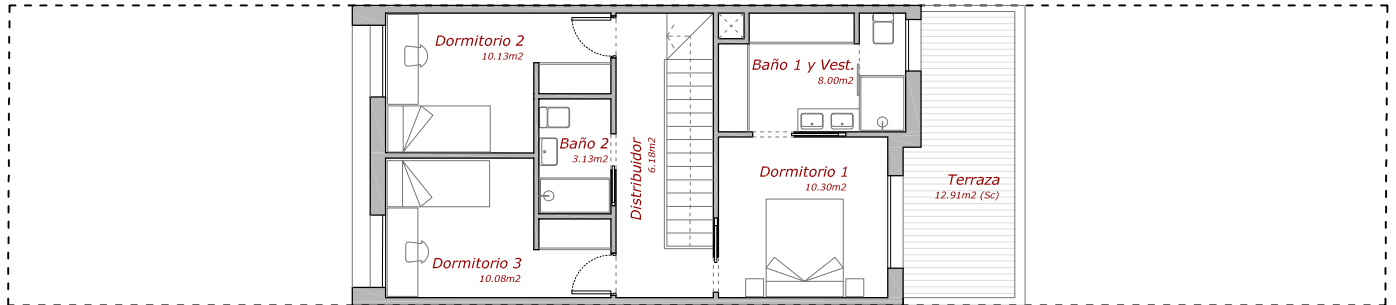 Dormitorio 2
10.13m2
Baño 1 y Vest.
8.00m2
Baño 2
3.13m2
Distribuidor
6.18m2
Dormitorio 1
10.30m2
Terraza
12.91m2 (Sc)
Dormitorio 3
10.08m2